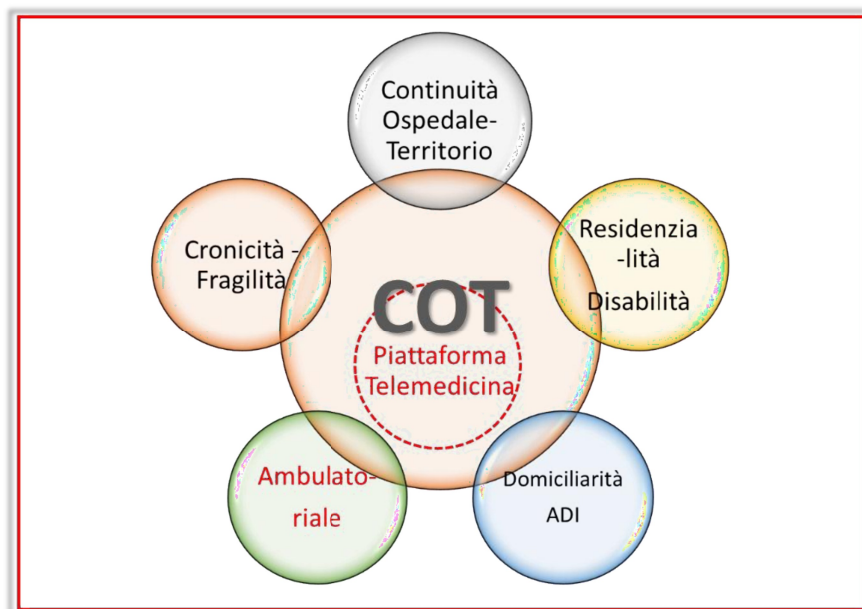 Continuità
Ospedale-
Territorio
Cronicità -
Fragilità
Residenzia
-lità
Disabilità
COT
Piattaforma
Telemedicina
Ambulato-
riale
Domiciliarità
ADI